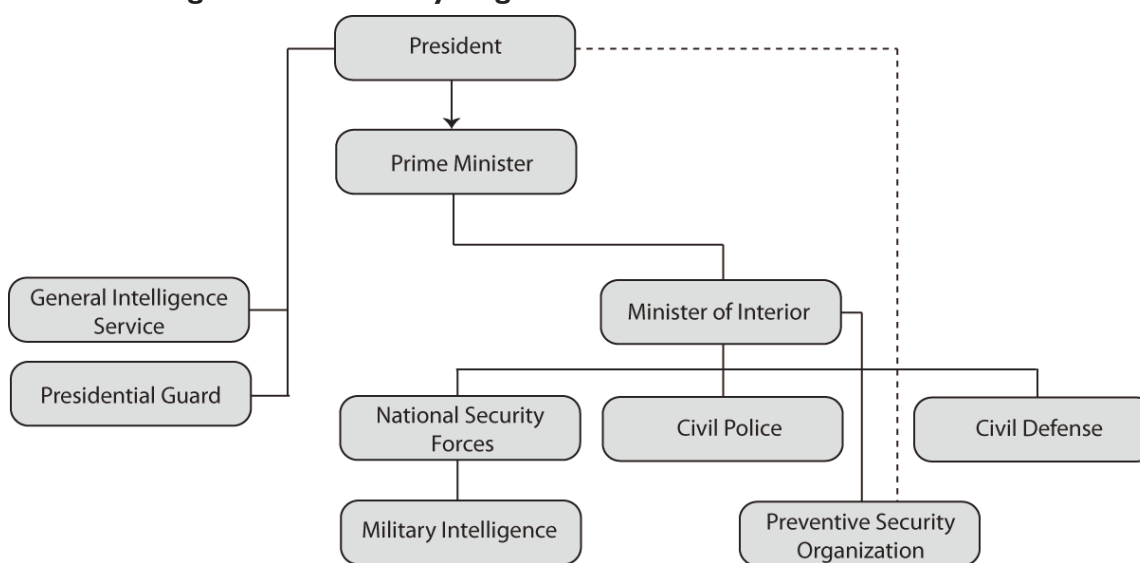 President
Prime Minister
General Intelligence
Service
Minister of Interior
Presidential Guard
National Security
Forces
Civil Police
Civil Defense
Military Intelligence
Preventive Security
Organization